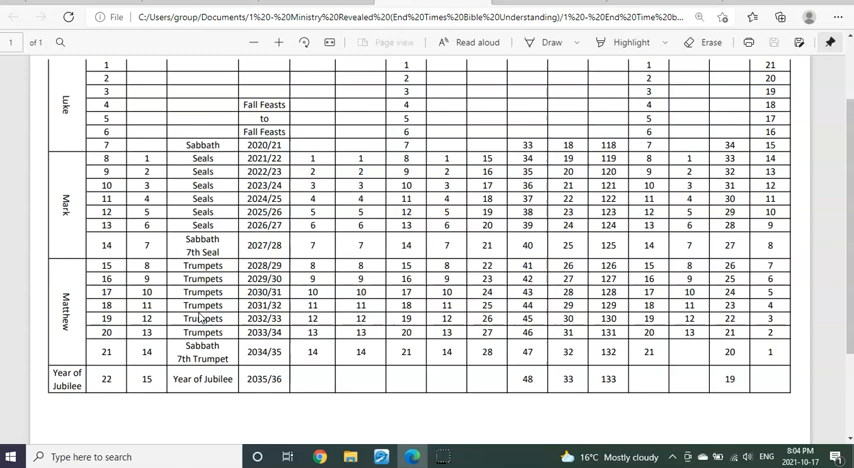 File
C:/Users/group/Documents/1%20-%20Ministry%20Revealed(End%20Times%20Bible%20Understanding)/1%20-%20End%20Time%20b...
1 of 1
Page view
Read aloud
Draw
Highlight
Erase
1 1 1 21
2 2 2 20
3 3 3 19
Luke
4 Fall Feasts 4 4 18
5 to 5 5 17
6 Fall Feasts 6 6 16
7 Sabbath 2020/21 7 33 18 118 7 34 15
8 1 Seals 2021/22 1 1 8 1 15 34 19 119 8 1 33 14
9 2 Seals 2022/23 2 2 9 2 16 35 20 120 9 2 32 13
10 3 Seals 2023/24 3 3 10 3 17 36 21 121 10 3 31 12
Mark
11 4 Seals 2024/25 4 4 11 4 18 37 22 122 11 4 30 11
12 5 Seals 2025/26 5 5 12 5 19 38 23 123 12 5 29 10
13 6 Seals 2026/27 6 6 13 6 20 39 24 124 13 6 28 9
14 7 Sabbath 7th Seal 2027/28 7 7 14 7 21 40 25 125 14 7 27 8
15 8 Trumpets 2028/29 8 8 15 8 22 41 26 126 15 8 26 7
16 9 Trumpets 2029/30 9 9 16 9 23 42 27 127 16 9 25 6
17 10 Trumpets 2030/31 10 10 17 10 24 43 28 128 17 10 24 5
Matthew
18 11 Trumpets 2031/32 11 11 18 11 25 44 29 129 18 11 23 4
19 12 Trumpets 2032/33 12 12 19 12 26 45 30 130 19 12 22 3
20 13 Trumpets 2033/34 13 13 20 13 27 46 31 131 20 13 21 2
21 14 Sabbath 7th Trumpet 2034/35 14 14 21 14 28 47 32 132 21 20 1
Year of Jubilee 22 15 Year of Jubilee 2035/36 48 33 133 19
Type here to search
16°C Mostly cloudy
ENG
8:04 PM
2021-10-17